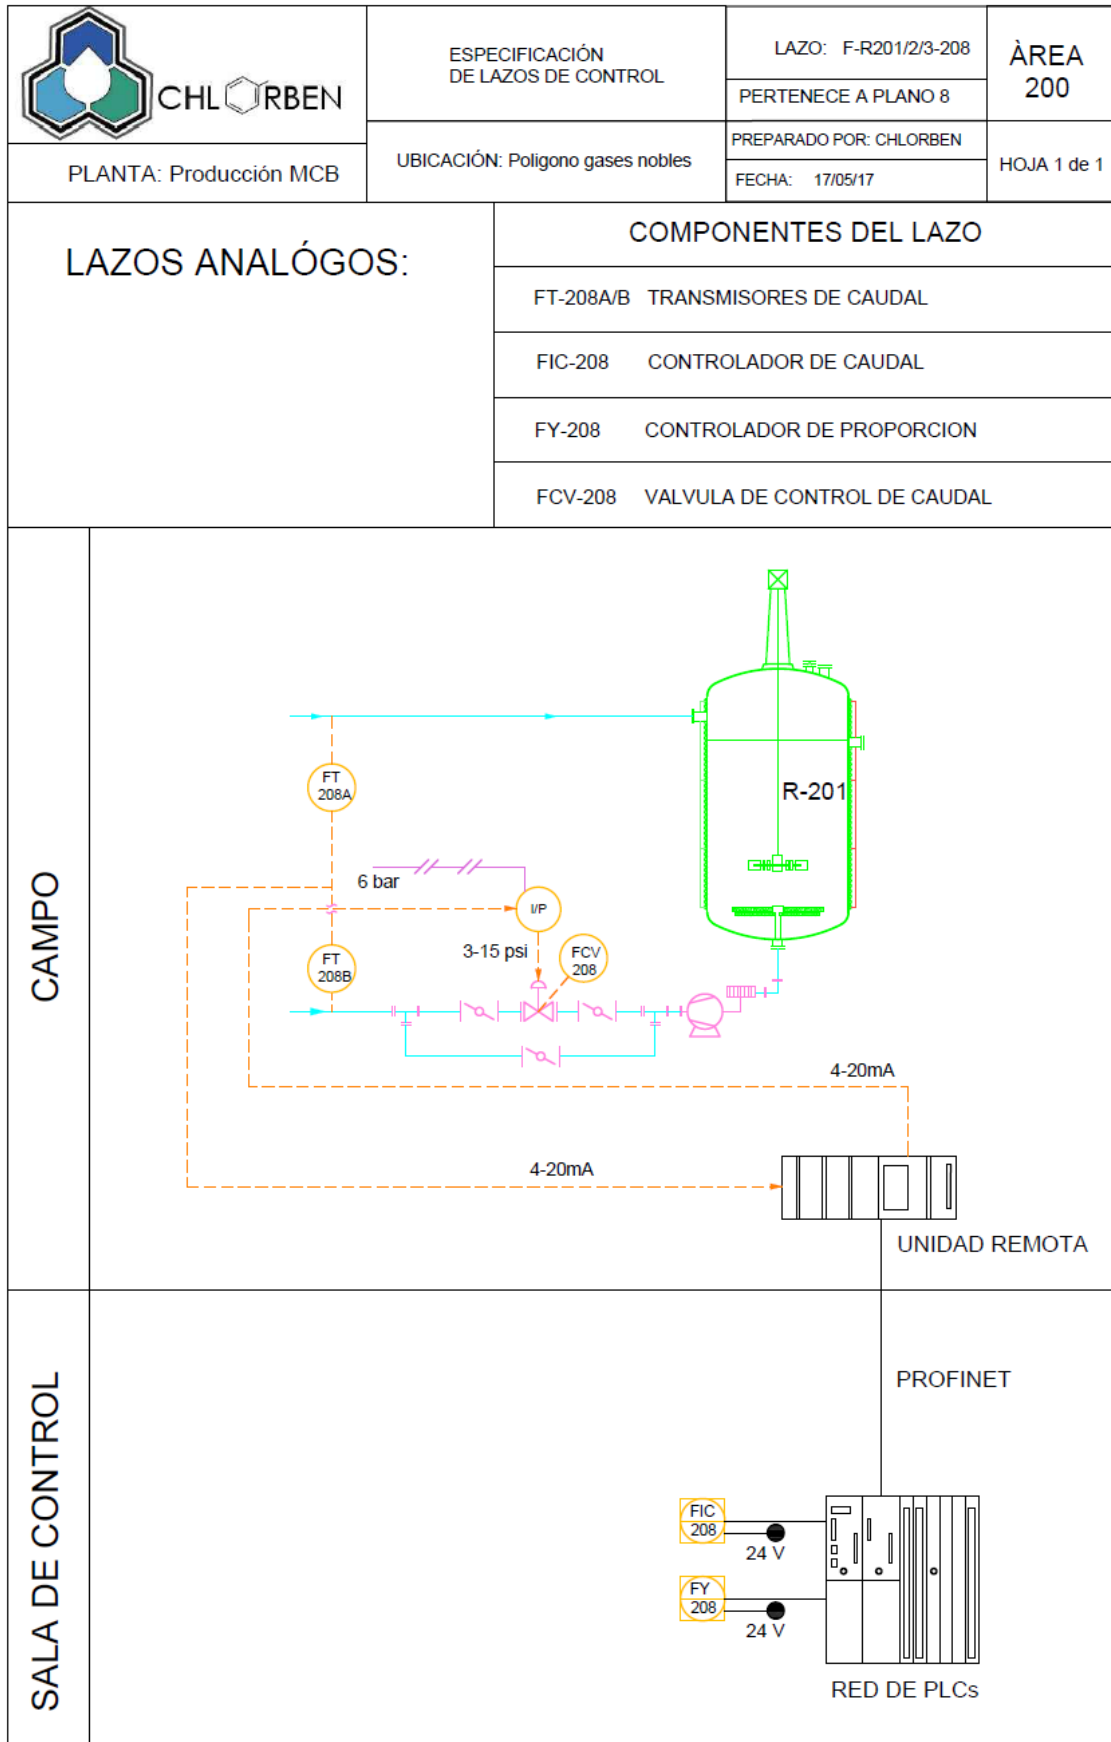 CHLORBEN
PLANTA: Producción MCB
ESPECIFICACIÓN
DE LAZOS DE CONTROL
UBICACIÓN: Poligono gases nobles
LAZO: F-R201/2/3-208
PERTENECE A PLANO 8
PREPARADO POR: CHLORBEN
FECHA: 17/05/17
ÀREA
200
HOJA 1 de 1
LAZOS ANALÓGOS:
COMPONENTES DEL LAZO
FT-208A/B TRANSMISORES DE CAUDAL
FIC-208 CONTROLADOR DE CAUDAL
FY-208 CONTROLADOR DE PROPORCION
FCV-208 VALVULA DE CONTROL DE CAUDAL
CAMPO
FT
208A
R-201
6 bar
I/P
3-15 psi
FCV
208
FT
208B
4-20mA
4-20mA
UNIDAD REMOTA
SALA DE CONTROL
PROFINET
FIC
208
24 V
FY
208
24 V
RED DE PLCs